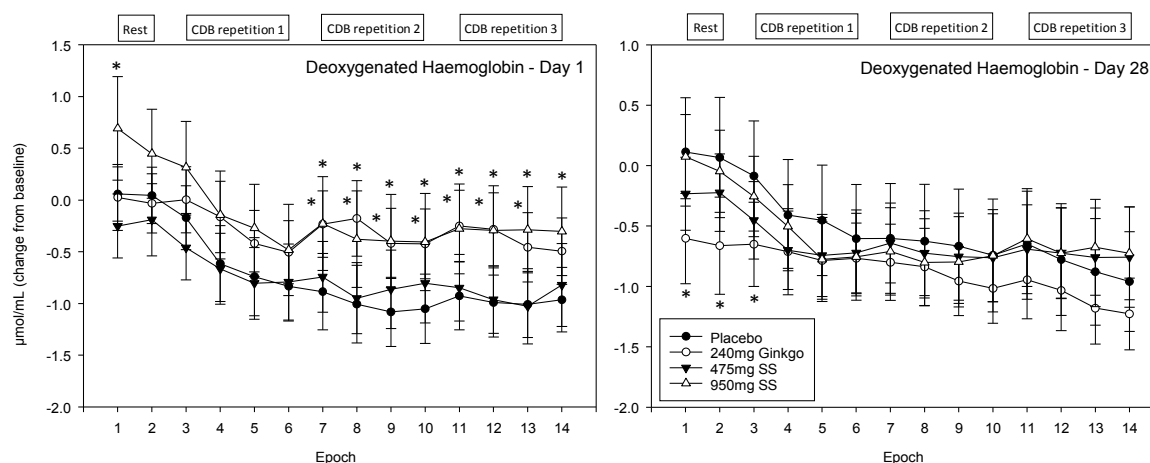 Rest CDB repetition 1 CDB repetition 2 CDB repetition 3
Deoxygenated Haemoglobin - Day 1
µmol/mL (change from baseline)
1.5
1.0
0.5
0.0
-0.5
-1.0
-1.5
-2.0
* * * * * * * * *
* * * * * *
1 2 3 4 5 6 7 8 9 10 11 12 13 14
Epoch
Rest CDB repetition 1 CDB repetition 2 CDB repetition 3
Deoxygenated Haemoglobin - Day 28
1.0
0.5
0.0
-0.5
-1.0
-1.5
-2.0
* * *
Placebo
240mg Ginkgo
475mg SS
950mg SS
1 2 3 4 5 6 7 8 9 10 11 12 13 14
Epoch